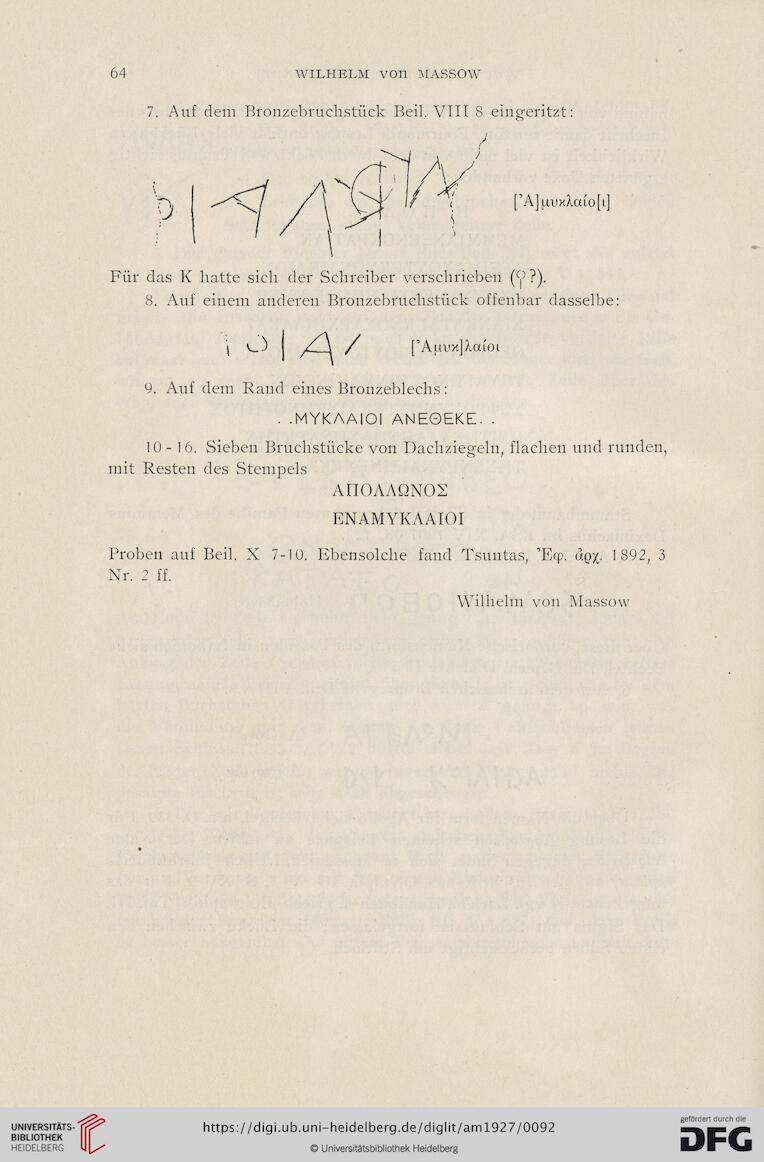 64
WILHELM von MASSOW
7. Auf dem Bronzebruchstück Beil. VIII 8 eingeritzt:
[’Α]μυκλαίο[ι]
Für das K hatte sich der Schreiber verschrieben (ϙ?).
8. Auf einem anderen Bronzebruchstück offenbar dasselbe:
[’Αμυκ]λαίοι
9. Auf dem Rand eines Bronzeblechs:
. .ΜΥΚΛΑΙΟΙ ΑΝΕΘΕΚΕ. .
10-16. Sieben Bruchstücke von Dachziegeln, flachen und runden,
mit Resten des Stempels
ΑΠΟΛΛΩΝΟΣ
ΕΝΑΜΥΚΛΑΙΟΙ
Proben auf Beil. X 7-10. Ebensolche fand Tsuntas, ’Εφ. ἀρχ. 1892, 3
Nr. 2 ff.
Wilhelm von Massow
UNIVERSITÄTS-
BIBLIOTHEK
HEIDELBERG
https://digi.ub.uni-heidelberg.de/diglit/am1927/0092
© Universitätsbibliothek Heidelberg
gefördert durch die
DFG